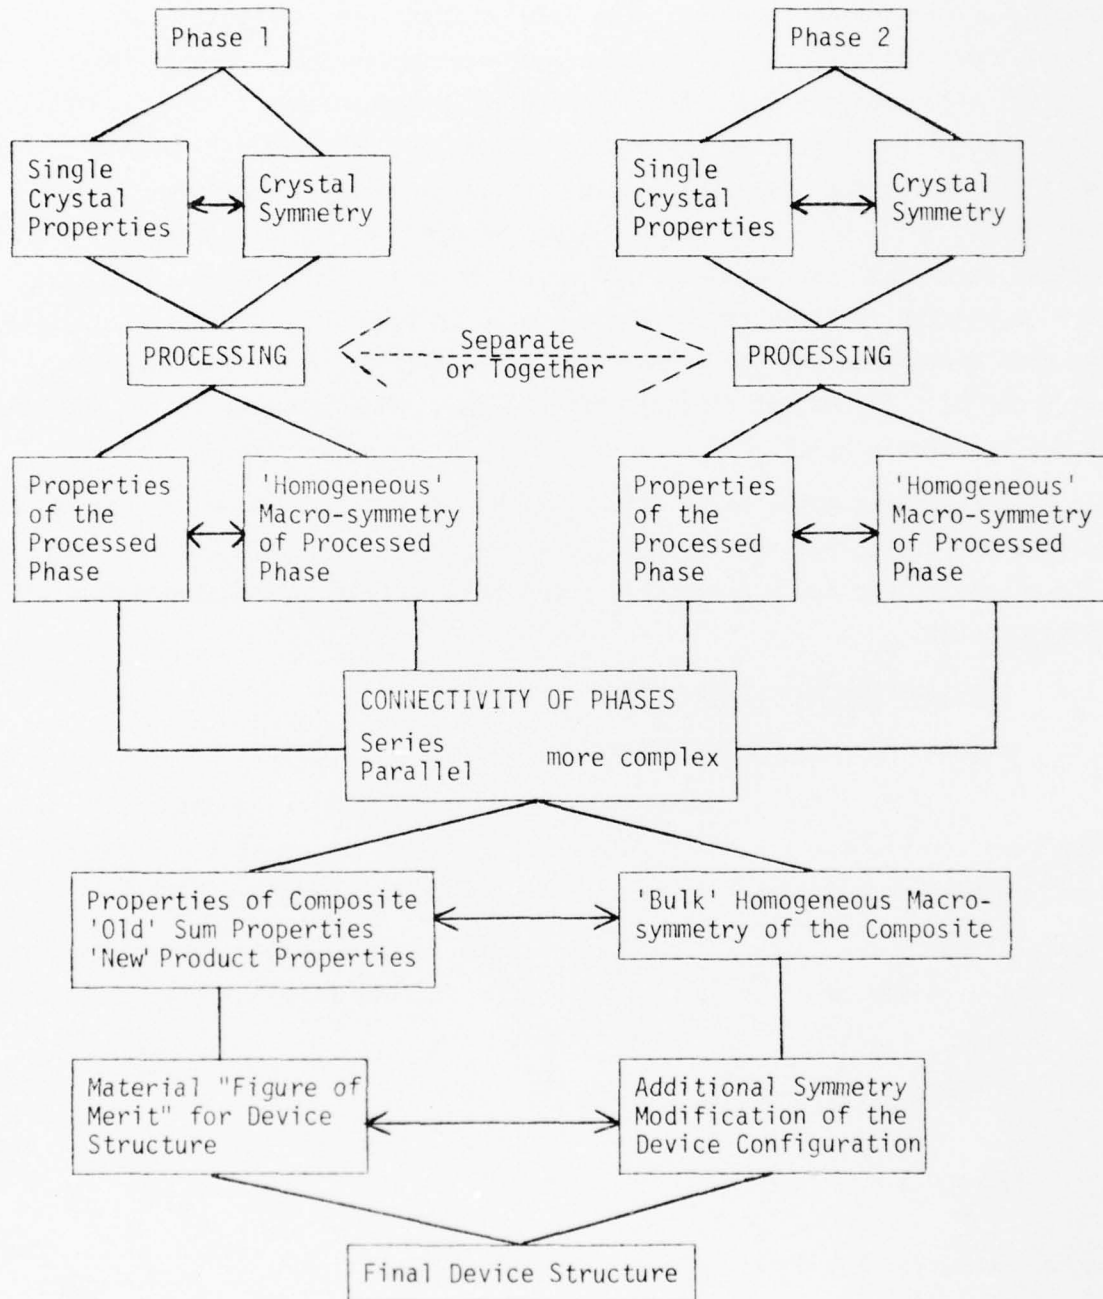 Phase 1
Phase 2
Single
Crystal
Properties
Crystal
Symmetry
Single
Crystal
Properties
Crystal
Symmetry
PROCESSING
Separate
or Together
PROCESSING
Properties
of the
Processed
Phase
'Homogeneous'
Macro-symmetry
of Processed
Phase
Properties
of the
Processed
Phase
'Homogeneous'
Macro-symmetry
of Processed
Phase
CONNECTIVITY OF PHASES
Series
Parallel
more complex
Properties of Composite
'Old' Sum Properties
'New' Product Properties
'Bulk' Homogeneous Macro-
symmetry of the Composite
Material "Figure of
Merit" for Device
Structure
Additional Symmetry
Modification of the
Device Configuration
Final Device Structure